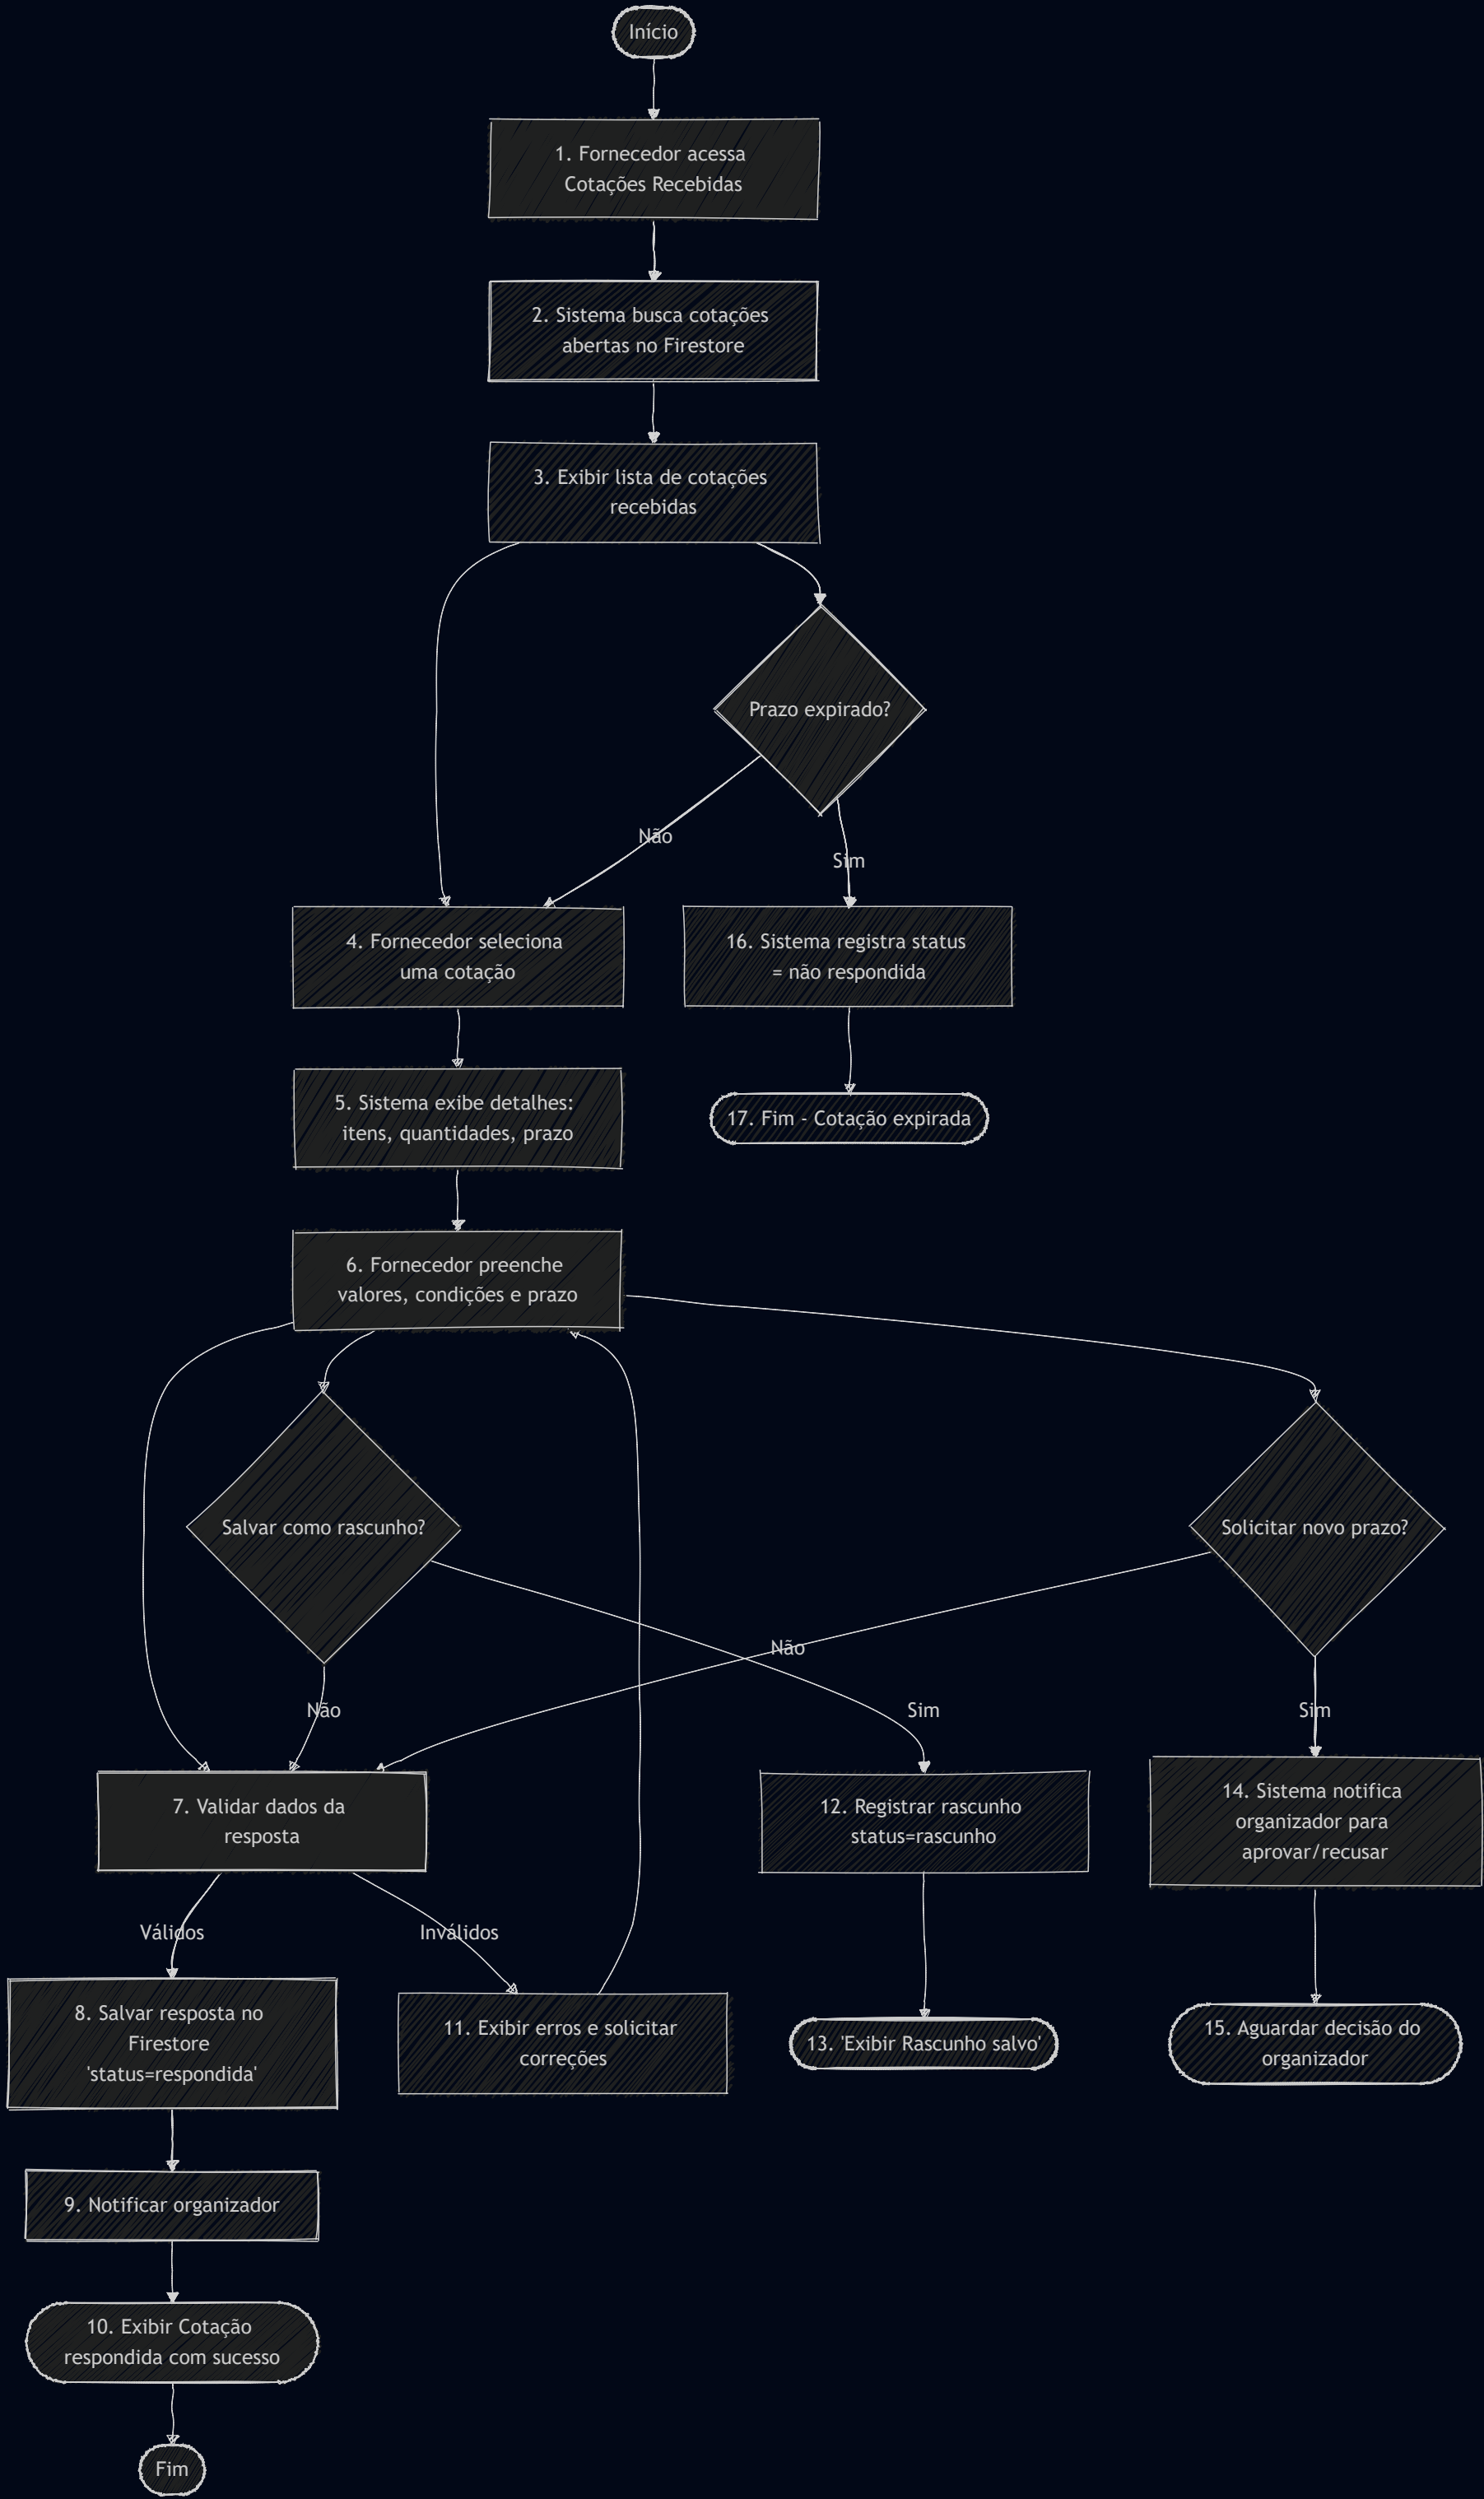 Início
1. Fornecedor acessa
Cotações Recebidas
2. Sistema busca cotações
abertas no Firestore
3. Exibir lista de cotações
recebidas
Prazo expirado?
Não
Sim
4. Fornecedor seleciona
uma cotação
16. Sistema registra status
= não respondida
5. Sistema exibe detalhes:
itens, quantidades, prazo
17. Fim - Cotação expirada
6. Fornecedor preenche
valores, condições e prazo
Salvar como rascunho?
Solicitar novo prazo?
Não
Não
Sim
Sim
7. Validar dados da
resposta
12. Registrar rascunho
status=rascunho
14. Sistema notifica
organizador para
aprovar/recusar
Válidos
Inválidos
8. Salvar resposta no
Firestore
'status=respondida'
11. Exibir erros e solicitar
correções
13. 'Exibir Rascunho salvo'
15. Aguardar decisão do
organizador
9. Notificar organizador
10. Exibir Cotação
respondida com sucesso
Fim